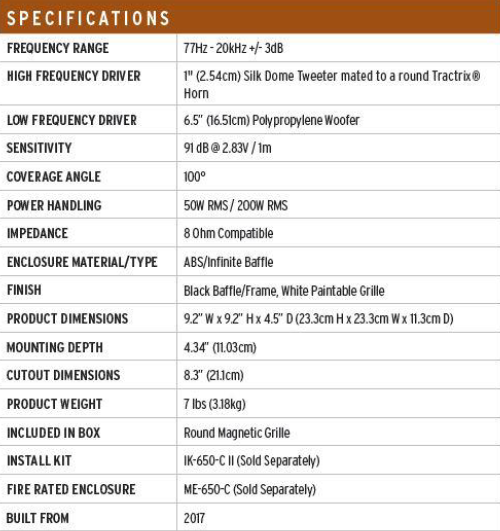 SPECIFICATIONS
FREQUENCY RANGE 77Hz - 20kHz +/- 3dB
HIGH FREQUENCY DRIVER 1" (2.54cm) Silk Dome Tweeter mated to a round Tractrix®
Horn
LOW FREQUENCY DRIVER 6.5" (16.51cm) Polypropylene Woofer
SENSITIVITY 91 dB @ 2.83V / 1m
COVERAGE ANGLE 100°
POWER HANDLING 50W RMS / 200W RMS
IMPEDANCE 8 Ohm Compatible
ENCLOSURE MATERIAL/TYPE ABS/Infinite Baffle
FINISH Black Baffle/Frame, White Paintable Grille
PRODUCT DIMENSIONS 9.2" W x 9.2" H x 4.5" D (23.3cm H x 23.3cm W x 11.3cm D)
MOUNTING DEPTH 4.34" (11.03cm)
CUTOUT DIMENSIONS 8.3" (21.1cm)
PRODUCT WEIGHT 7 lbs (3.18kg)
INCLUDED IN BOX Round Magnetic Grille
INSTALL KIT IK-650-C II (Sold Separately)
FIRE RATED ENCLOSURE ME-650-C (Sold Separately)
BUILT FROM 2017